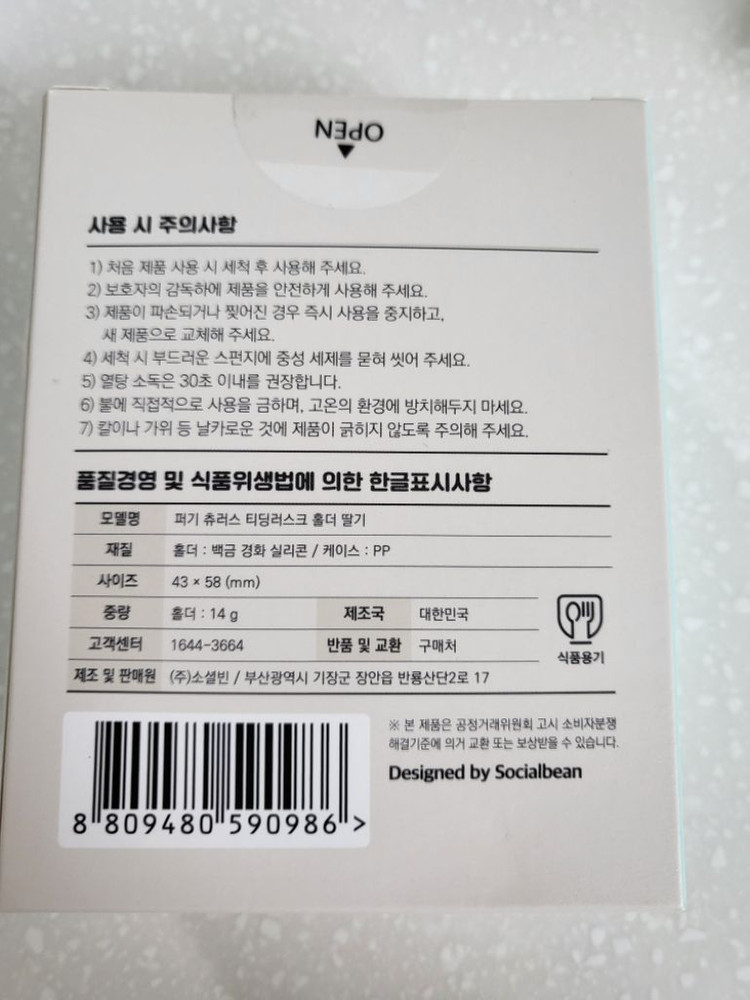 OPEN
사용 시 주의사항
1) 처음 제품 사용 시 세척 후 사용해 주세요.
2) 보호자의 감독하에 제품을 안전하게 사용해 주세요.
3) 제품이 파손되거나 찢어진 경우 즉시 사용을 중지하고,
새 제품으로 교체해 주세요.
4) 세척 시 부드러운 스펀지에 중성 세제를 묻혀 씻어 주세요.
5) 열탕 소독은 30초 이내를 권장합니다.
6) 불에 직접적으로 사용을 금하며, 고온의 환경에 방치해두지 마세요.
7) 칼이나 가위 등 날카로운 것에 제품이 긁히지 않도록 주의해 주세요.
품질경영 및 식품위생법에 의한 한글표시사항
모델명 퍼기 츄러스 티딩러스크 홀더 딸기
재질 홀더 : 백금 경화 실리콘 / 케이스 : PP
사이즈 43 × 58 (mm)
중량 홀더 : 14 g 제조국 대한민국
고객센터 1644-3664 반품 및 교환 구매처
식품용기
제조 및 판매원 (주)소셜빈 / 부산광역시 기장군 장안읍 반룡산단2로 17
※ 본 제품은 공정거래위원회 고시 소비자분쟁
해결기준에 의거 교환 또는 보상받을 수 있습니다.
Designed by Socialbean
8 809480 590986 >